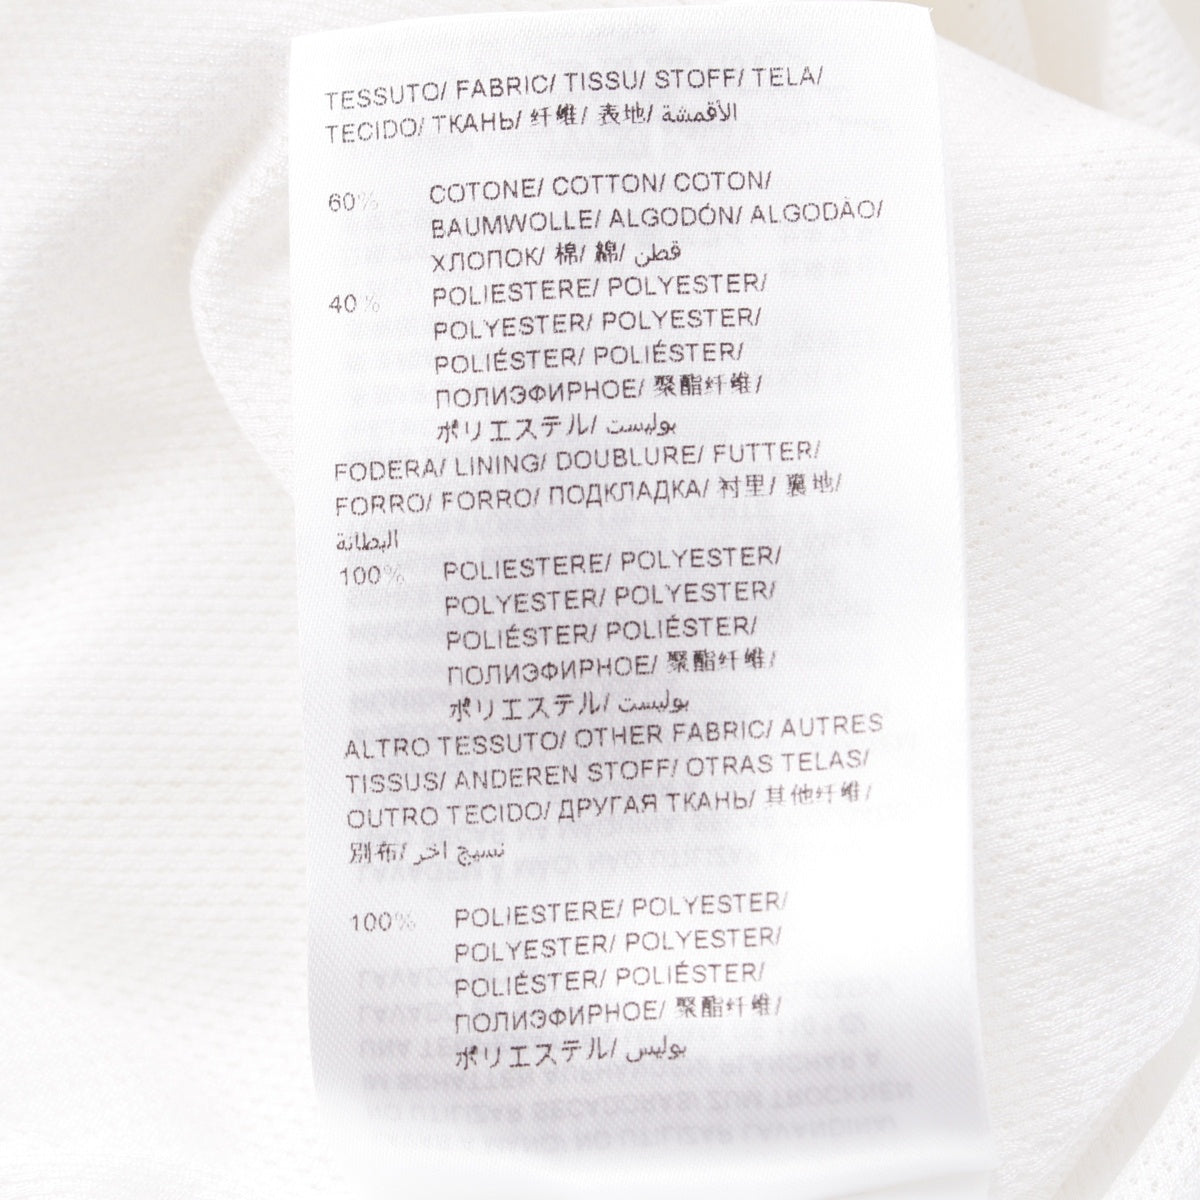 TESSUTO/ FABRIC/ TISSU/ STOFF/ TELA/
TECIDO/ ТКАНЬ/ 纤维/ 表地/ الأقمشة
60% COTONE/ COTTON/ COTON/
BAUMWOLLE/ ALGODÓN/ ALGODÃO/
ХЛОПОК/ 棉/ 綿/ قطن
40% POLIESTERE/ POLYESTER/
POLYESTER/ POLYESTER/
POLIÉSTER/ POLIÉSTER/
ПОЛИЭФИРНОЕ/ 聚酯纤维/
ポリエステル/ بوليست
FODERA/ LINING/ DOUBLURE/ FUTTER/
FORRO/ FORRO/ ПОДКЛАДКА/ 衬里/ 裏地/
البطانة
100% POLIESTERE/ POLYESTER/
POLYESTER/ POLYESTER/
POLIÉSTER/ POLIÉSTER/
ПОЛИЭФИРНОЕ/ 聚酯纤维/
ポリエステル/ بوليست
ALTRO TESSUTO/ OTHER FABRIC/ AUTRES
TISSUS/ ANDEREN STOFF/ OTRAS TELAS/
OUTRO TECIDO/ ДРУГАЯ ТКАНЬ/ 其他纤维/
別布/ نسيج اخر
100% POLIESTERE/ POLYESTER/
POLYESTER/ POLYESTER/
POLIÉSTER/ POLIÉSTER/
ПОЛИЭФИРНОЕ/ 聚酯纤维/
ポリエステル/ بوليس